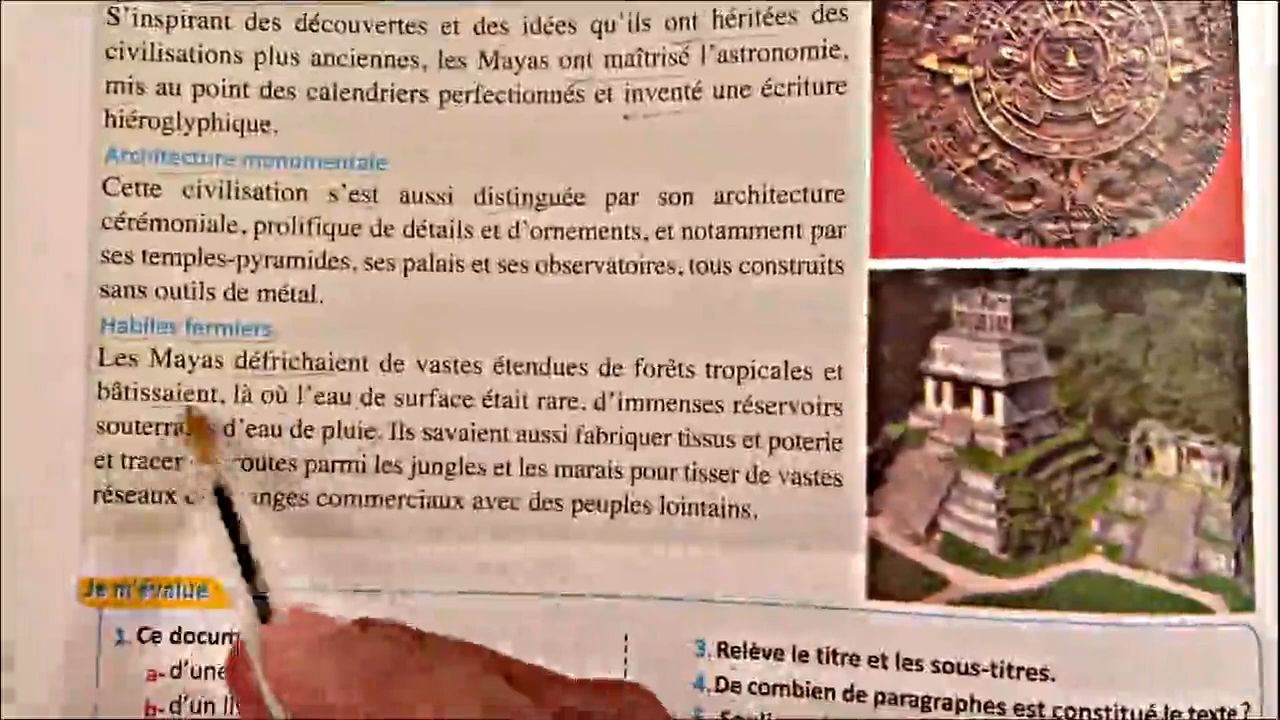 S'inspirant des découvertes et des idées qu'ils ont héritées des
civilisations plus anciennes, les Mayas ont maîtrisé l'astronomie,
mis au point des calendriers perfectionnés et inventé une écriture
hiéroglyphique.
Architecture monumentale
Cette civilisation s'est aussi distinguée par son architecture
cérémoniale, prolifique de détails et d'ornements, et notamment par
ses temples-pyramides, ses palais et ses observatoires, tous construits
sans outils de métal.
Habiles fermiers
Les Mayas défrichaient de vastes étendues de forêts tropicales et
bâtissaient, là où l'eau de surface était rare, d'immenses réservoirs
d'eau de pluie. Ils savaient aussi fabriquer tissus et poterie
et tracer routes parmi les jungles et les marais pour tisser de vastes
réseaux commerciaux avec des peuples lointains.
Je m'évalue
1. Ce docum
a- d'une
b- d'un
3. Relève le titre et les sous-titres.
4. De combien de paragraphes est constitué le texte ?